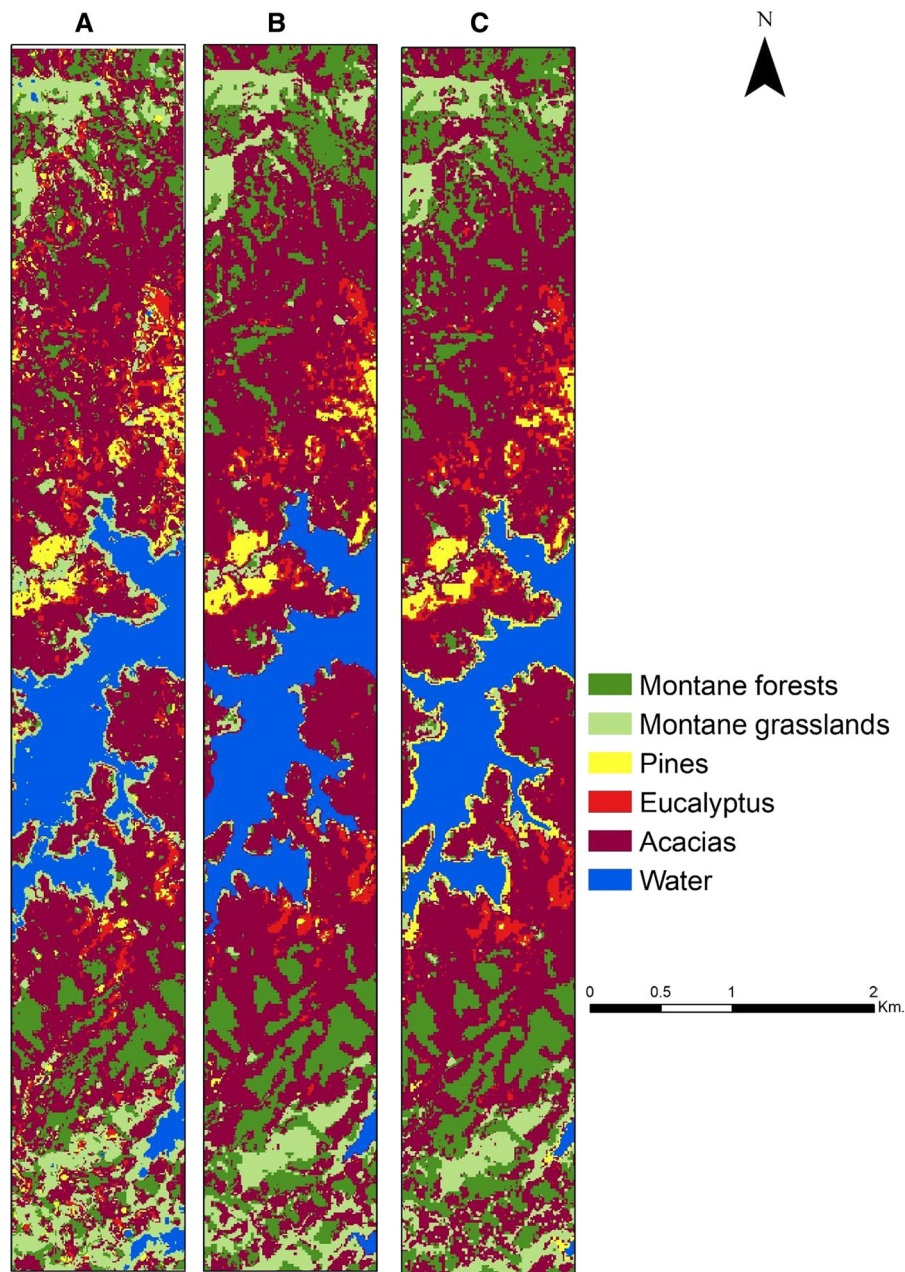 A B C
N
Montane forests
Montane grasslands
Pines
Eucalyptus
Acacias
Water
0 0.5 1 2
Km.